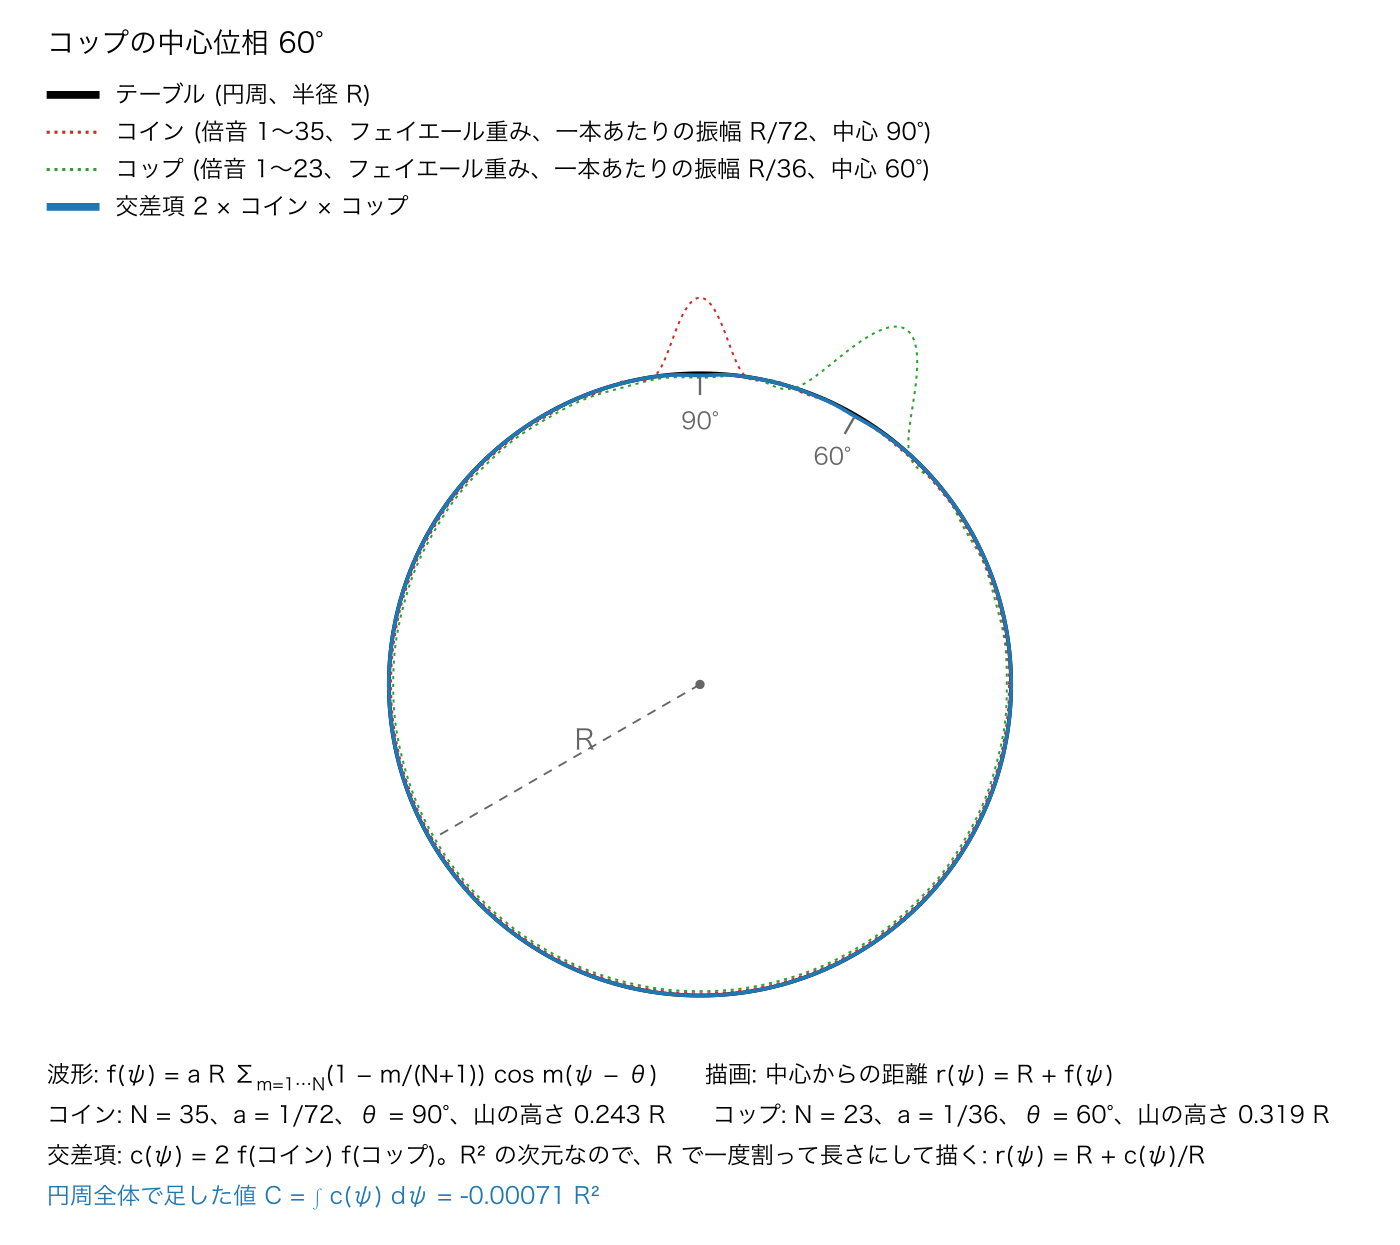 コップの中心位相 60°
テーブル (円周、半径 R)
コイン (倍音 1〜35、フェイエール重み、一本あたりの振幅 R/72、中心 90°)
コップ (倍音 1〜23、フェイエール重み、一本あたりの振幅 R/36、中心 60°)
交差項 2 × コイン × コップ
90°
60°
R
波形: f(ψ) = a R Σm=1…N(1 − m/(N+1)) cos m(ψ − θ) 描画: 中心からの距離 r(ψ) = R + f(ψ)
コイン: N = 35、a = 1/72、θ = 90°、山の高さ 0.243 R コップ: N = 23、a = 1/36、θ = 60°、山の高さ 0.319 R
交差項: c(ψ) = 2 f(コイン) f(コップ)。R² の次元なので、R で一度割って長さにして描く: r(ψ) = R + c(ψ)/R
円周全体で足した値 C = ∫ c(ψ) dψ = -0.00071 R²